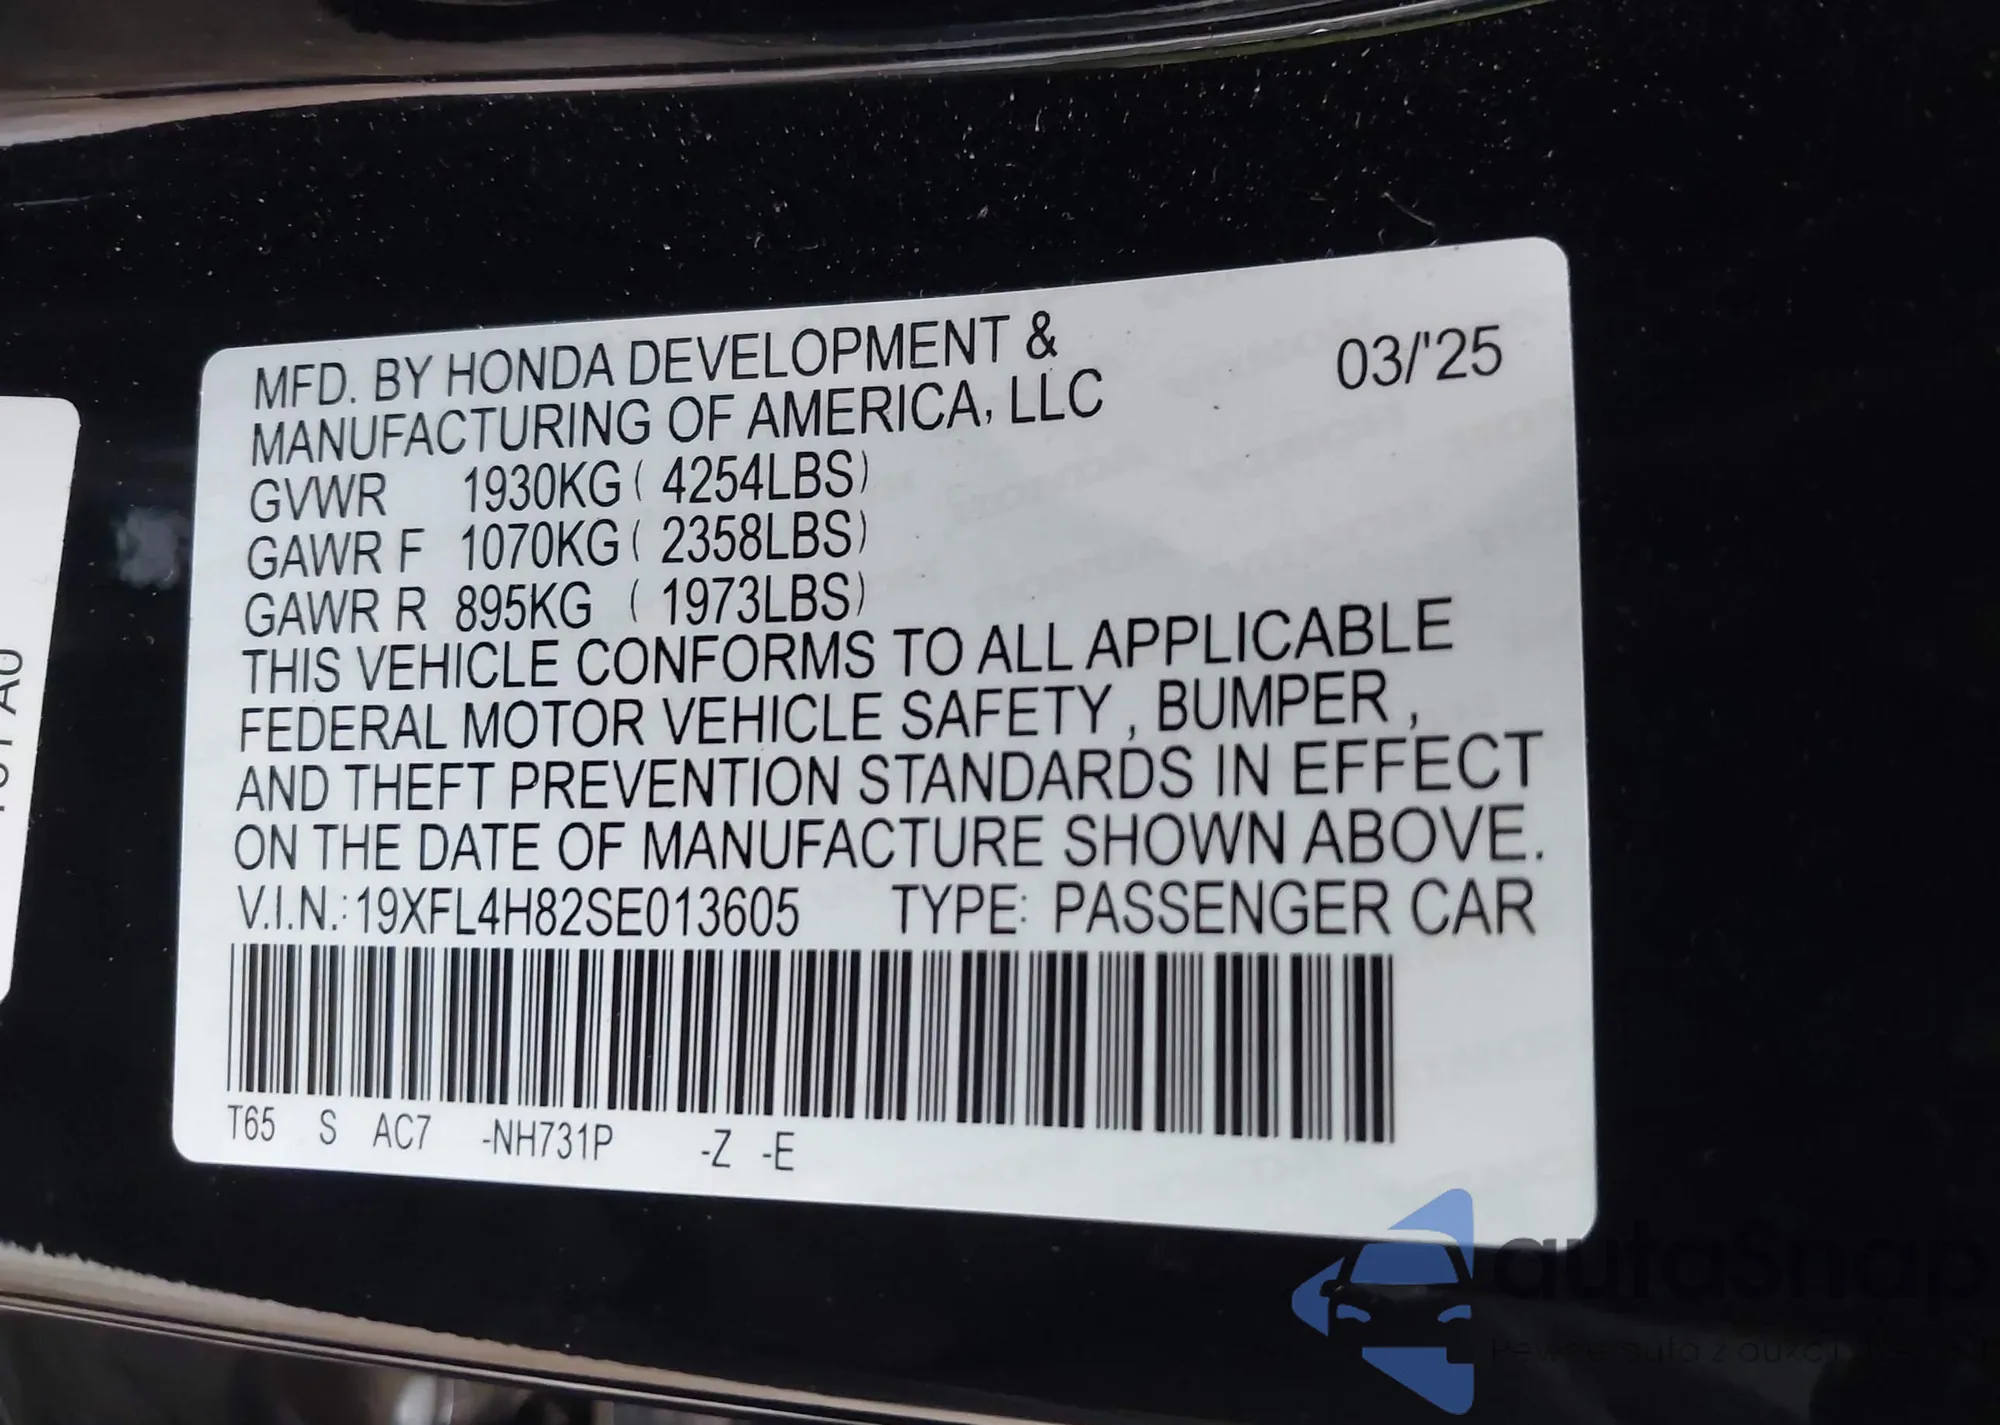 MFD. BY HONDA DEVELOPMENT &
MANUFACTURING OF AMERICA, LLC
03/'25
GVWR 1930KG ( 4254LBS)
GAWR F 1070KG ( 2358LBS)
GAWR R 895KG ( 1973LBS)
THIS VEHICLE CONFORMS TO ALL APPLICABLE
FEDERAL MOTOR VEHICLE SAFETY , BUMPER ,
AND THEFT PREVENTION STANDARDS IN EFFECT
ON THE DATE OF MANUFACTURE SHOWN ABOVE.
V.I.N.:19XFL4H82SE013605 TYPE: PASSENGER CAR
T65 S AC7 -NH731P -Z -E
autoSnap
auto z